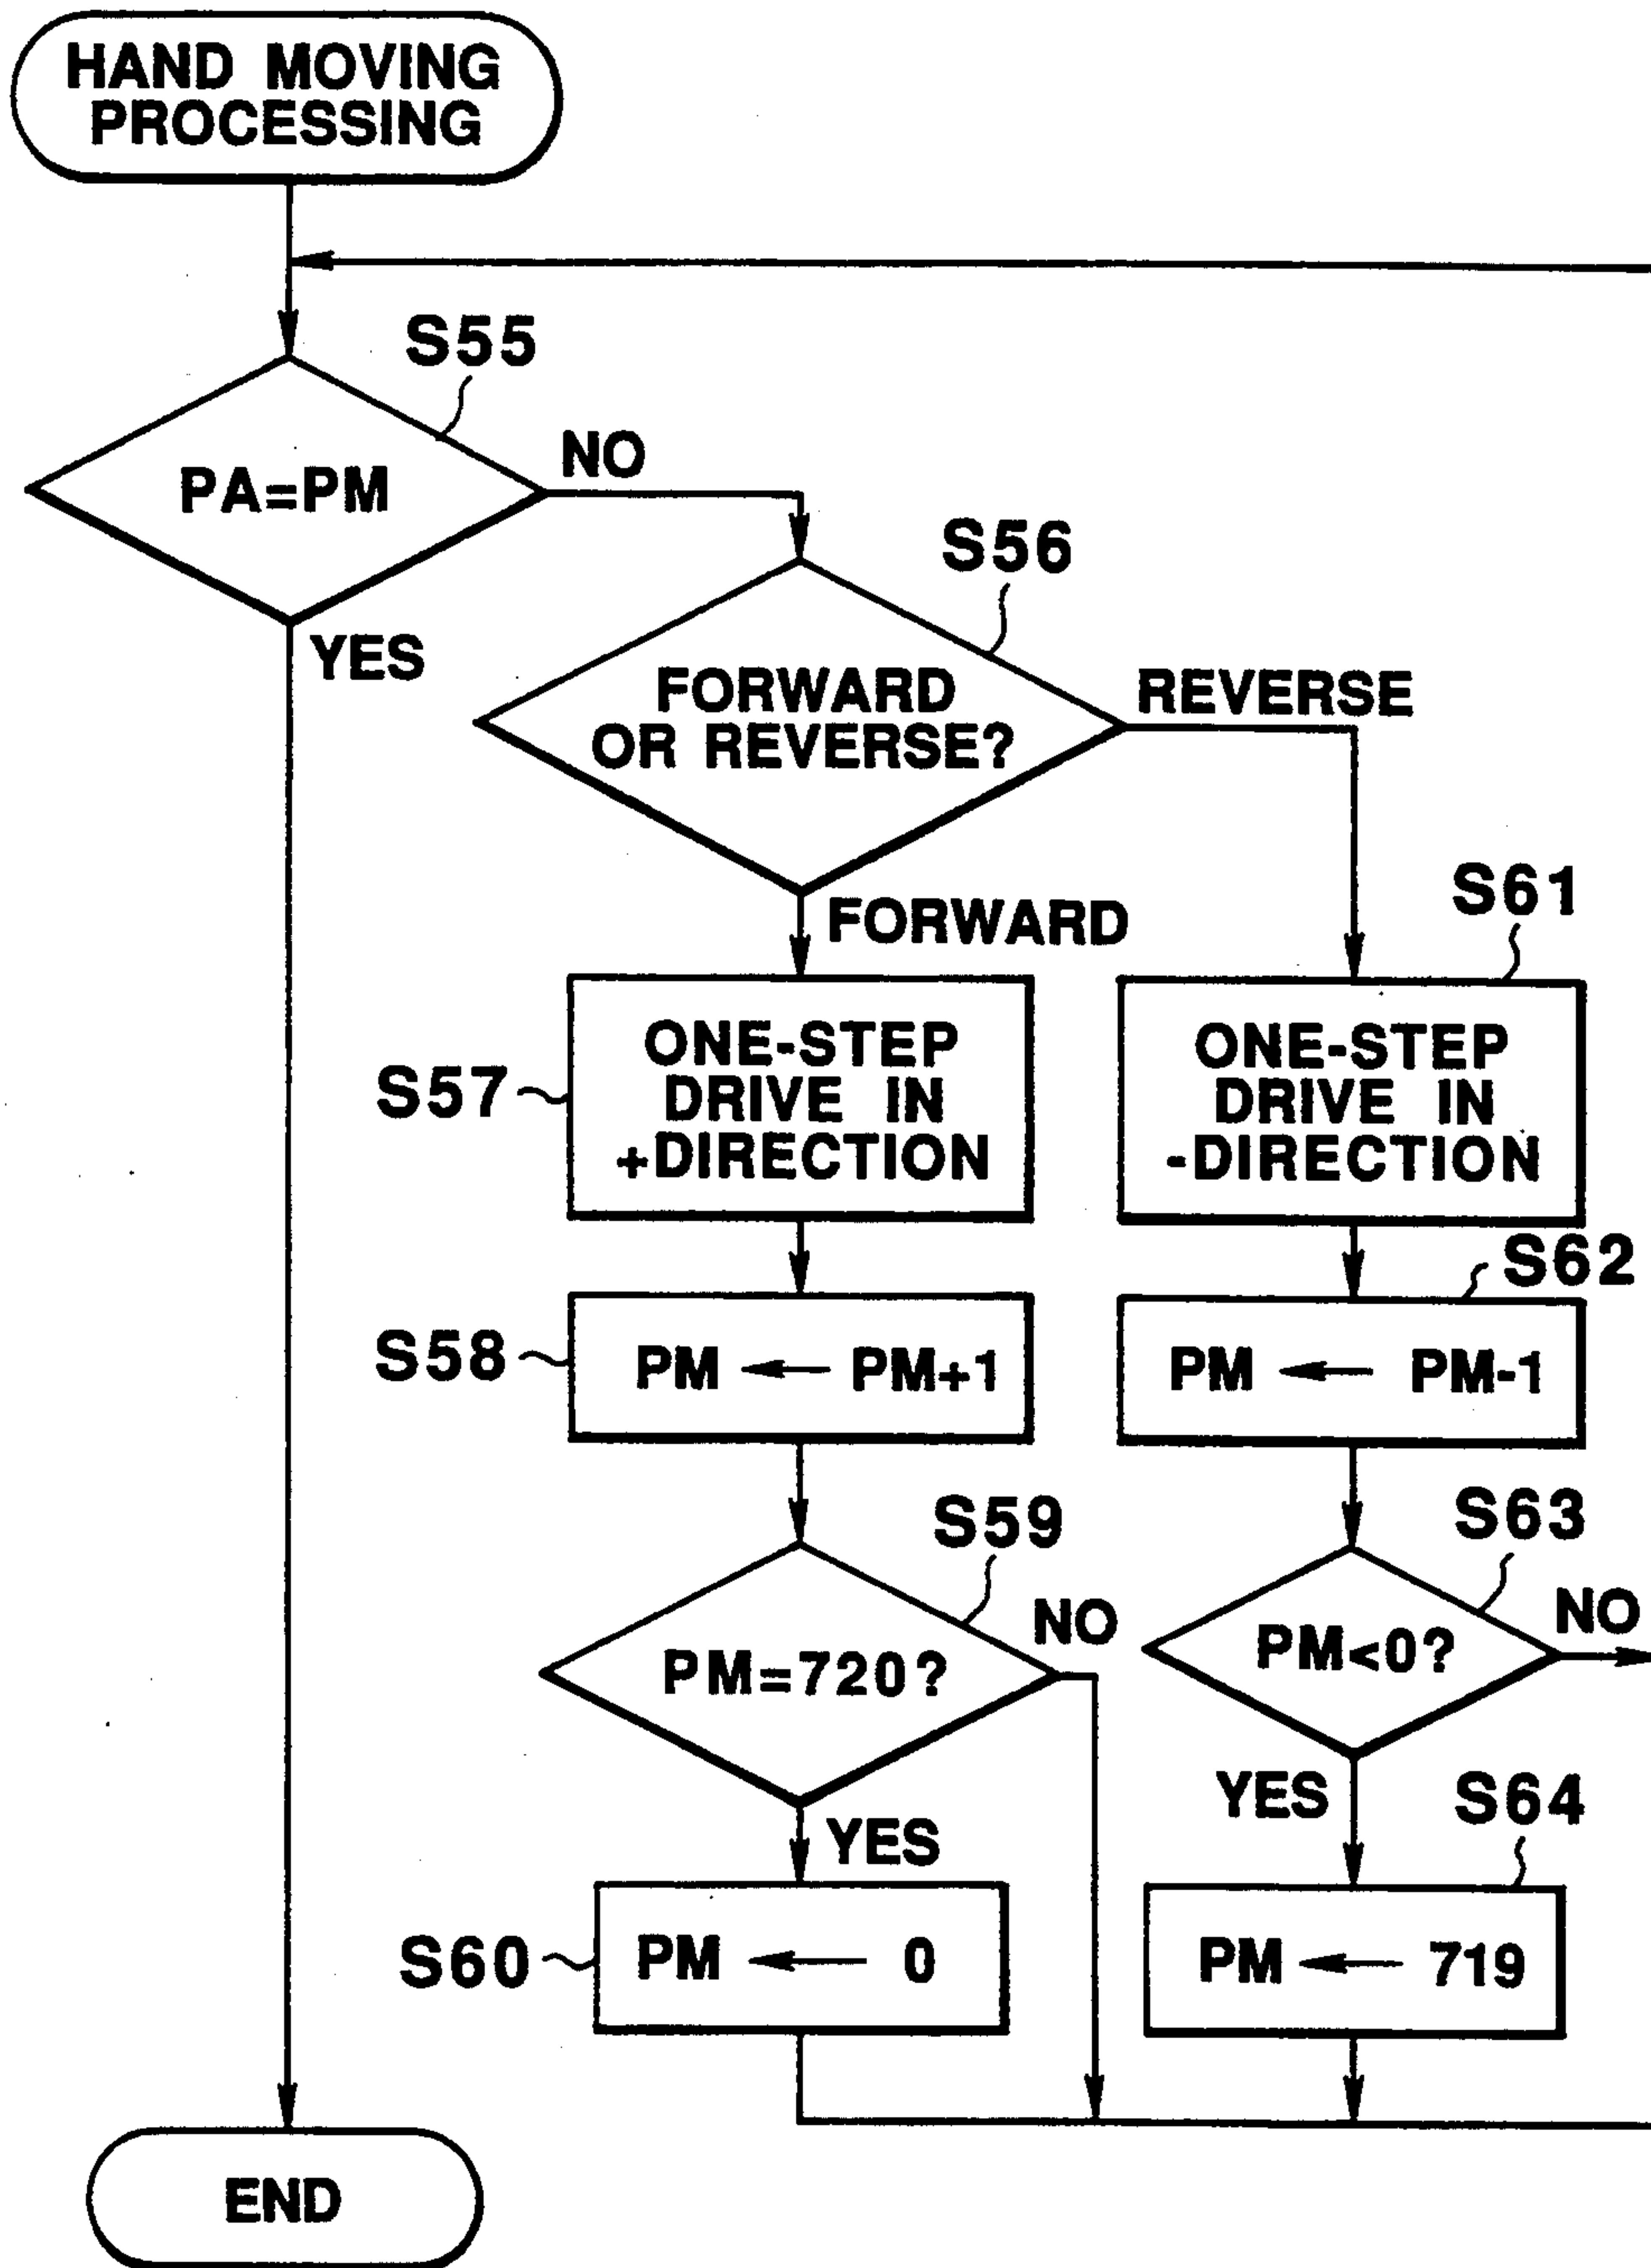 HAND MOVING
PROCESSING
S55
PA=PM
NO
YES
S56
FORWARD
OR REVERSE?
REVERSE
FORWARD
S57
ONE-STEP
DRIVE IN
+DIRECTION
S61
ONE-STEP
DRIVE IN
-DIRECTION
S58
PM ← PM+1
S62
PM ← PM-1
S59
PM=720?
NO
YES
S63
PM<0?
NO
YES
S60
PM ← 0
S64
PM ← 719
END